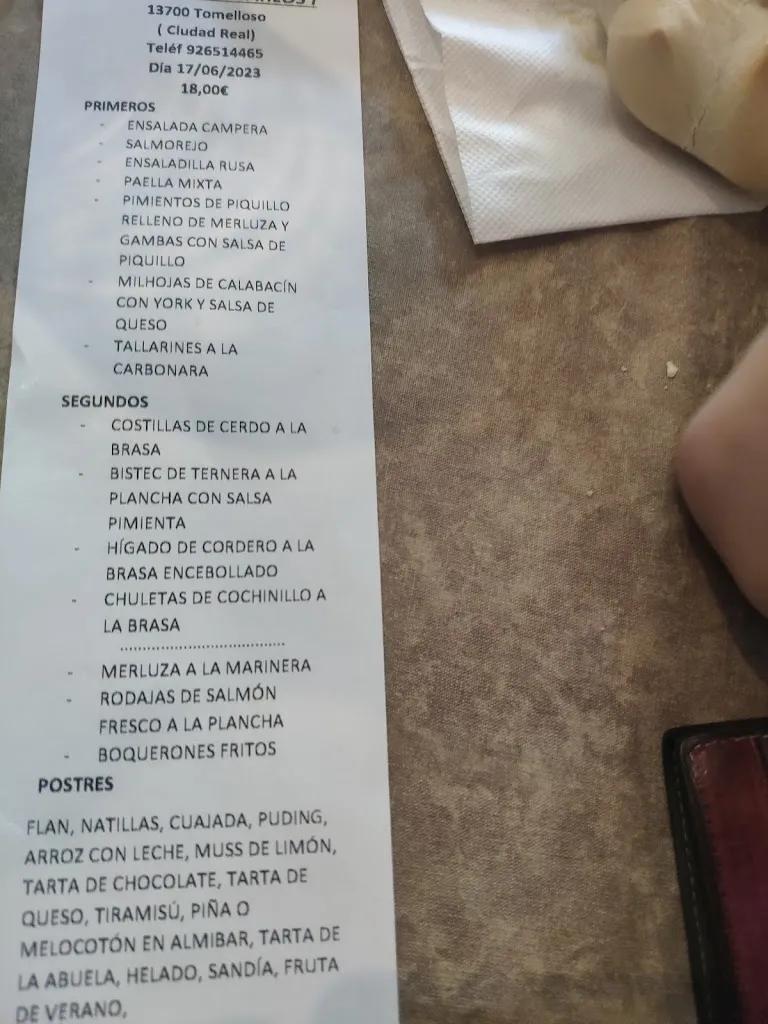 13700 Tomelloso
( Ciudad Real)
Teléf 926514465
Día 17/06/2023
18,00€
PRIMEROS
- ENSALADA CAMPERA
- SALMOREJO
- ENSALADILLA RUSA
- PAELLA MIXTA
- PIMIENTOS DE PIQUILLO
RELLENO DE MERLUZA Y
GAMBAS CON SALSA DE
PIQUILLO
- MILHOJAS DE CALABACÍN
CON YORK Y SALSA DE
QUESO
- TALLARINES A LA
CARBONARA
SEGUNDOS
- COSTILLAS DE CERDO A LA
BRASA
- BISTEC DE TERNERA A LA
PLANCHA CON SALSA
PIMIENTA
- HÍGADO DE CORDERO A LA
BRASA ENCEBOLLADO
- CHULETAS DE COCHINILLO A
LA BRASA
....................................
- MERLUZA A LA MARINERA
- RODAJAS DE SALMÓN
FRESCO A LA PLANCHA
- BOQUERONES FRITOS
POSTRES
FLAN, NATILLAS, CUAJADA, PUDING,
ARROZ CON LECHE, MUSS DE LIMÓN,
TARTA DE CHOCOLATE, TARTA DE
QUESO, TIRAMISÚ, PIÑA O
MELOCOTÓN EN ALMIBAR, TARTA DE
LA ABUELA, HELADO, SANDÍA, FRUTA
DE VERANO,